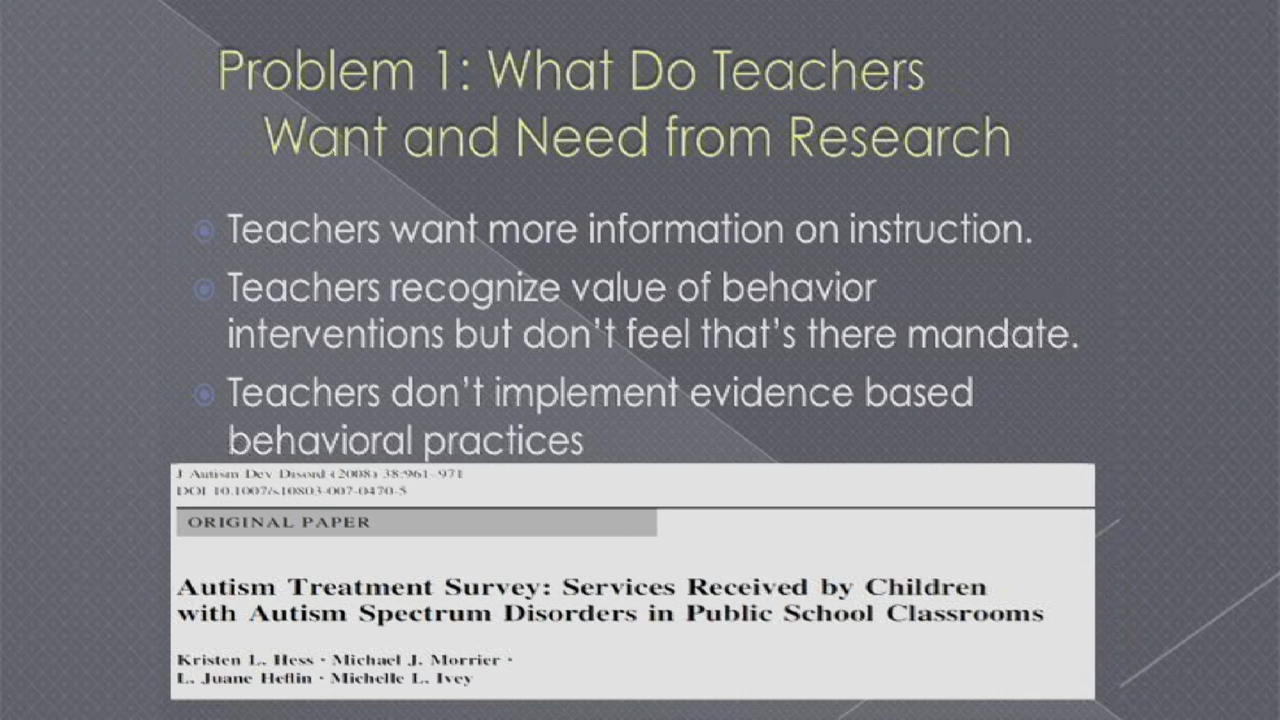 Problem 1: What Do Teachers
Want and Need from Research
Teachers want more information on instruction.
Teachers recognize value of behavior
interventions but don't feel that's there mandate.
Teachers don't implement evidence based
behavioral practices
J Autism Dev Disord (2008) 38:961–971
DOI 10.1007/s10803-007-0470-5
ORIGINAL PAPER
Autism Treatment Survey: Services Received by Children
with Autism Spectrum Disorders in Public School Classrooms
Kristen L. Hess · Michael J. Morrier ·
L. Juane Heflin · Michelle L. Ivey